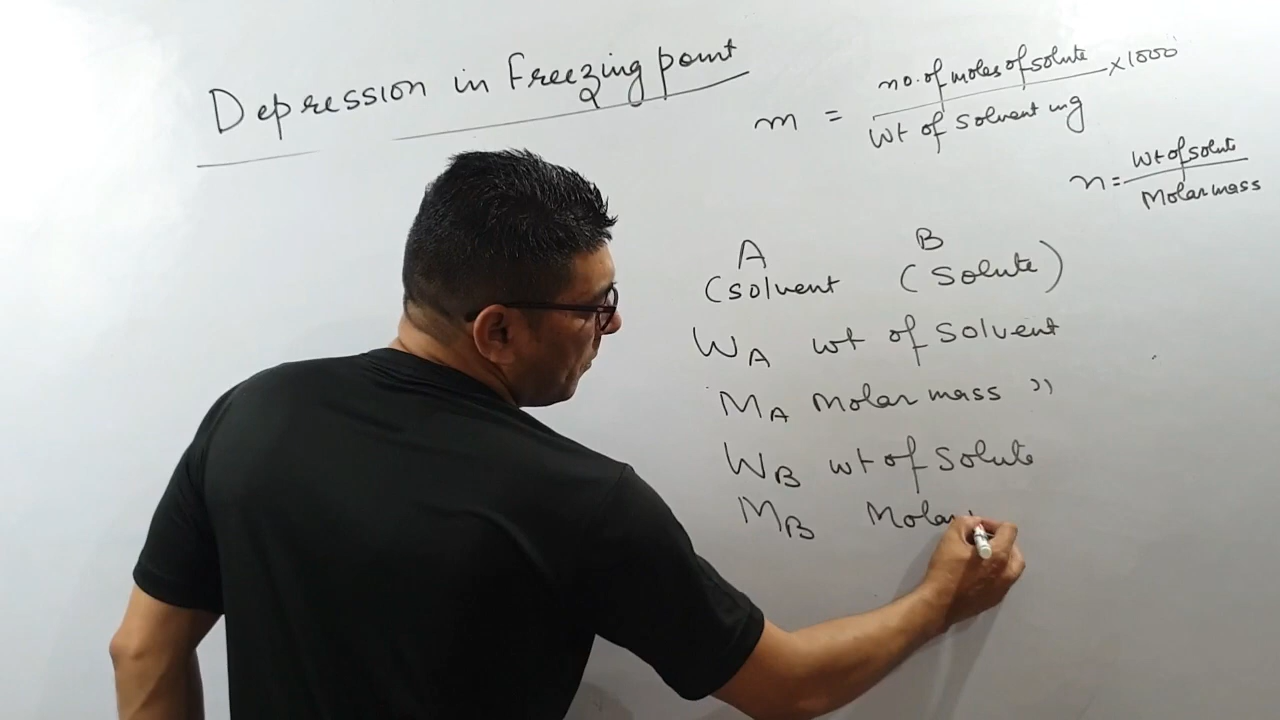 Depression in Freezing point
m = no. of moles of solute × 1000
wt of solvent in g
n = Wt of solute
Molar mass
A B
(Solvent (Solute)
WA wt of Solvent
MA Molar mass ))
WB wt of Solute
MB Molar